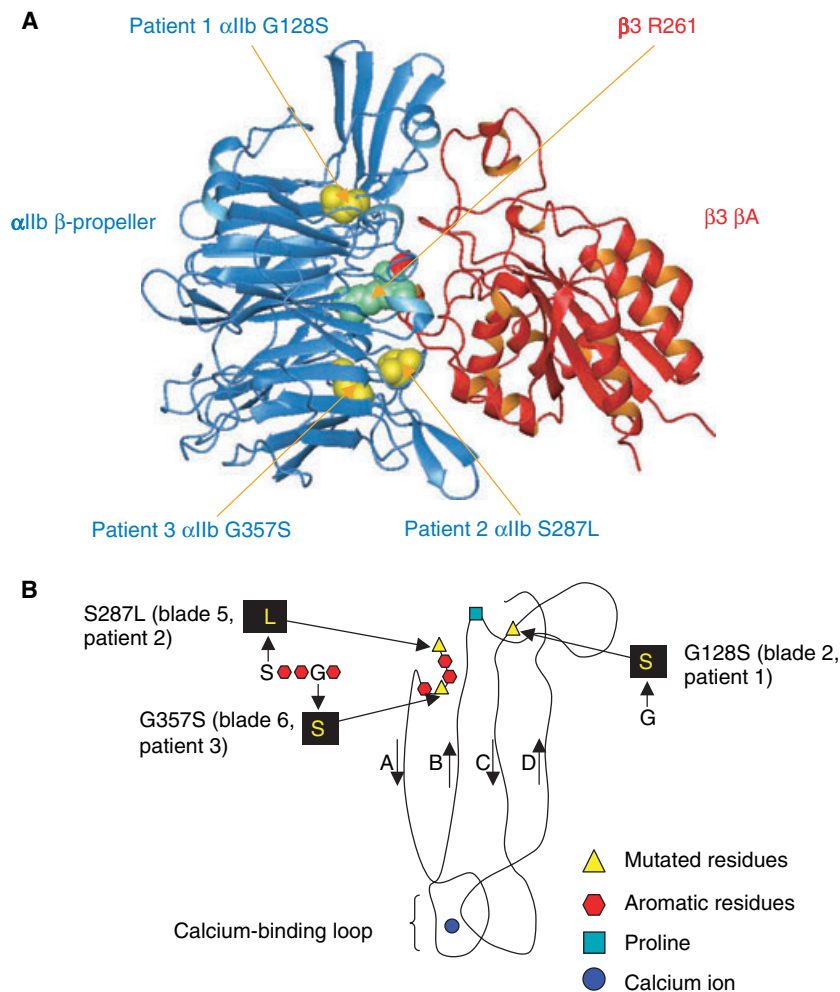 A
Patient 1 αIIb G128S
β3 R261
αIIb β-propeller
β3 βA
Patient 3 αIIb G357S
Patient 2 αIIb S287L
B
S287L (blade 5,
patient 2)
L
S
G
G357S (blade 6,
patient 3)
S
S
G128S (blade 2,
patient 1)
G
A
B
C
D
Calcium-binding loop
Mutated residues
Aromatic residues
Proline
Calcium ion